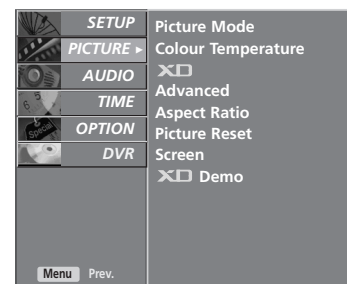 SETUP
PICTURE ▸
AUDIO
TIME
OPTION
DVR
Menu Prev.
Picture Mode
Colour Temperature
XD
Advanced
Aspect Ratio
Picture Reset
Screen
XD Demo
Special